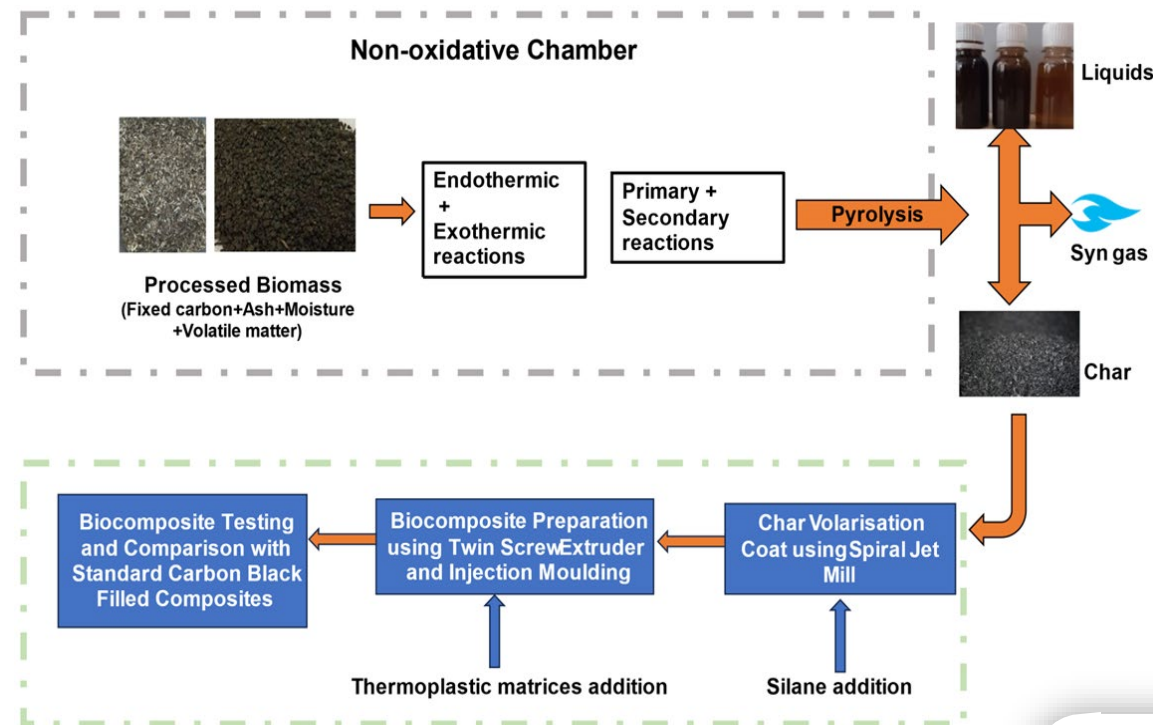 Non-oxidative Chamber
Liquids
Endothermic
+
Exothermic
reactions
Primary +
Secondary
reactions
Pyrolysis
Syn gas
Processed Biomass
(Fixed carbon+Ash+Moisture
+Volatile matter)
Char
Biocomposite Testing
and Comparison with
Standard Carbon Black
Filled Composites
Biocomposite Preparation
using Twin ScrewExtruder
and Injection Moulding
Char Volarisation
Coat usingSpiral Jet
Mill
Thermoplastic matrices addition
Silane addition